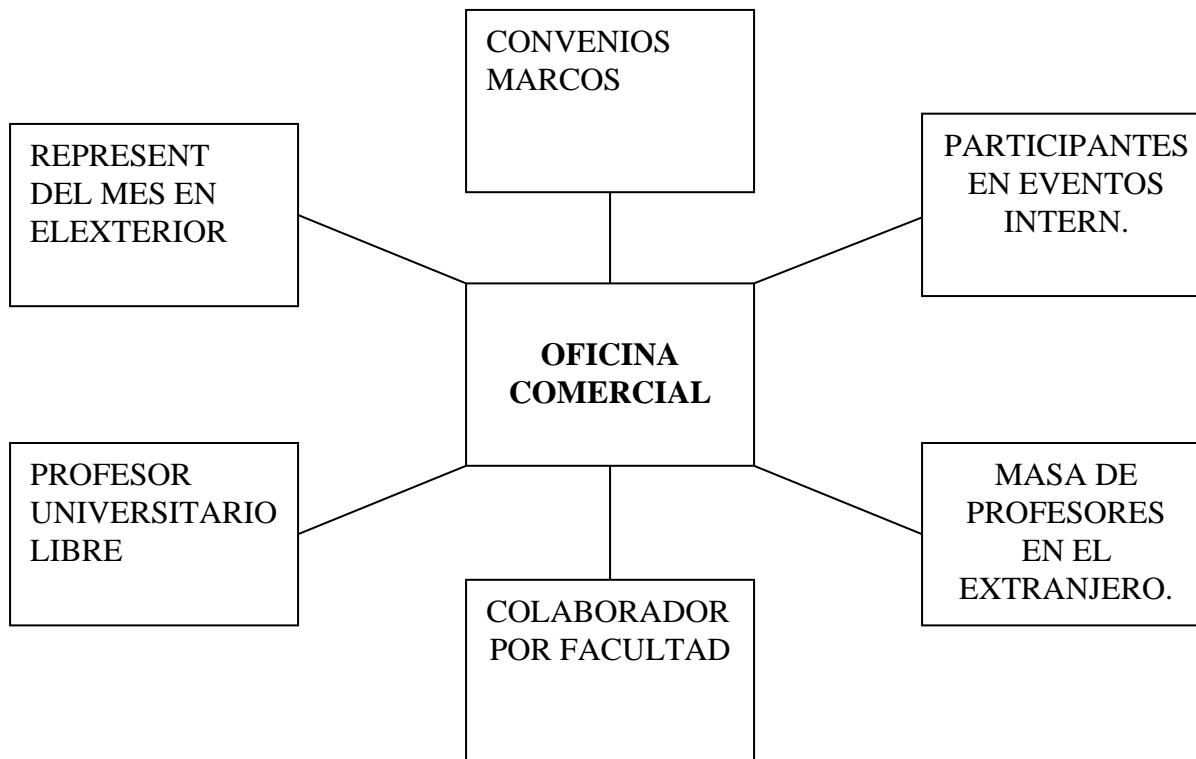 CONVENIOS
MARCOS
REPRESENT
DEL MES EN
ELEXTERIOR
PARTICIPANTES
EN EVENTOS
INTERN.
OFICINA
COMERCIAL
PROFESOR
UNIVERSITARIO
LIBRE
MASA DE
PROFESORES
EN EL
EXTRANJERO.
COLABORADOR
POR FACULTAD